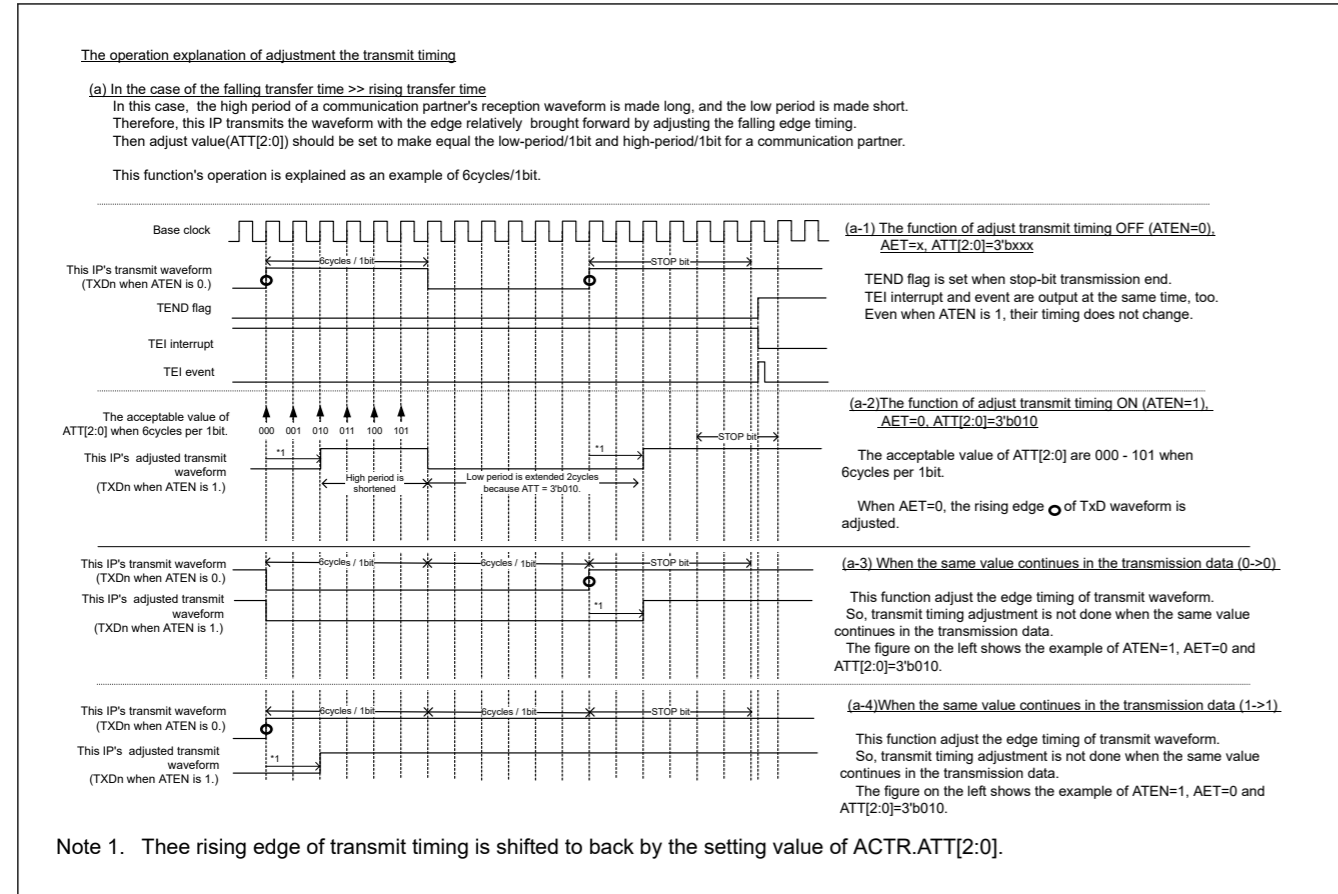 The operation explanation of adjustment the transmit timing
(a) In the case of the falling transfer time >> rising transfer time
In this case, the high period of a communication partner's reception waveform is made long, and the low period is made short.
Therefore, this IP transmits the waveform with the edge relatively brought forward by adjusting the falling edge timing.
Then adjust value(ATT[2:0]) should be set to make equal the low-period/1bit and high-period/1bit for a communication partner.
This function's operation is explained as an example of 6cycles/1bit.
Base clock
This IP's transmit waveform
(TXDn when ATEN is 0.)
6cycles / 1bit
STOP bit
TEND flag
TEI interrupt
TEI event
(a-1) The function of adjust transmit timing OFF (ATEN=0),
AET=x, ATT[2:0]=3'bxxx
TEND flag is set when stop-bit transmission end.
TEI interrupt and event are output at the same time, too.
Even when ATEN is 1, their timing does not change.
The acceptable value of
ATT[2:0] when 6cycles per 1bit.
000 001 010 011 100 101
This IP's adjusted transmit
waveform
(TXDn when ATEN is 1.)
*1
High period is
shortened
Low period is extended 2cycles
because ATT = 3'b010.
*1
STOP bit
(a-2)The function of adjust transmit timing ON (ATEN=1),
AET=0, ATT[2:0]=3'b010
The acceptable value of ATT[2:0] are 000 - 101 when
6cycles per 1bit.
When AET=0, the rising edge of TxD waveform is
adjusted.
This IP's transmit waveform
(TXDn when ATEN is 0.)
6cycles / 1bit
6cycles / 1bit
STOP bit
This IP's adjusted transmit
waveform
(TXDn when ATEN is 1.)
*1
(a-3) When the same value continues in the transmission data (0->0)
This function adjust the edge timing of transmit waveform.
So, transmit timing adjustment is not done when the same value
continues in the transmission data.
The figure on the left shows the example of ATEN=1, AET=0 and
ATT[2:0]=3'b010.
This IP's transmit waveform
(TXDn when ATEN is 0.)
6cycles / 1bit
6cycles / 1bit
STOP bit
This IP's adjusted transmit
waveform
(TXDn when ATEN is 1.)
*1
(a-4)When the same value continues in the transmission data (1->1)
This function adjust the edge timing of transmit waveform.
So, transmit timing adjustment is not done when the same value
continues in the transmission data.
The figure on the left shows the example of ATEN=1, AET=0 and
ATT[2:0]=3'b010.
Note 1. Thee rising edge of transmit timing is shifted to back by the setting value of ACTR.ATT[2:0].